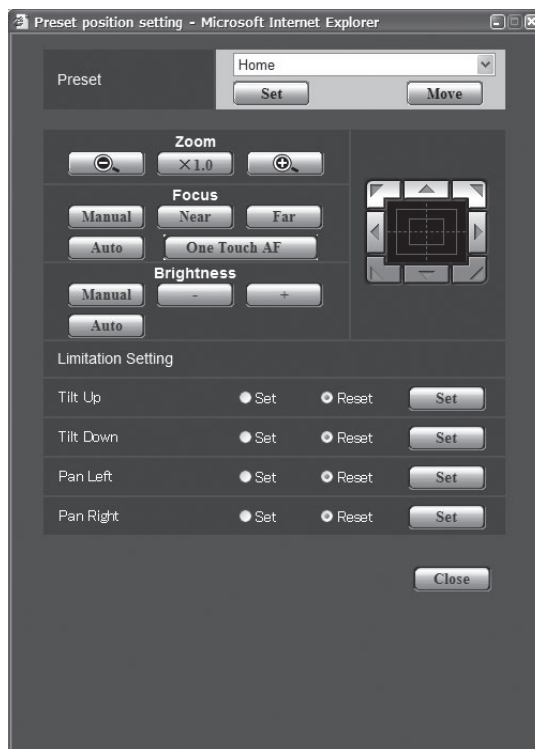 Preset position setting - Microsoft Internet Explorer
Preset
Home
Set Move
Zoom
×1.0
Focus
Manual Near Far
Auto One Touch AF
Brightness
Manual - +
Auto
Limitation Setting
Tilt Up Set Reset Set
Tilt Down Set Reset Set
Pan Left Set Reset Set
Pan Right Set Reset Set
Close